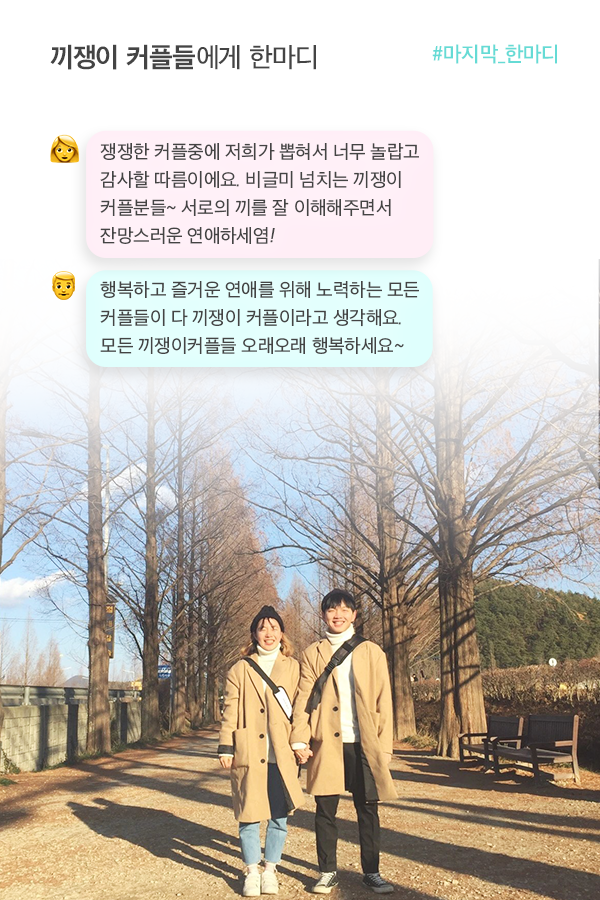 끼쟁이 커플들에게 한마디
#마지막_한마디
쟁쟁한 커플중에 저희가 뽑혀서 너무 놀랍고
감사할 따름이에요. 비글미 넘치는 끼쟁이
커플분들~ 서로의 끼를 잘 이해해주면서
잔망스러운 연애하세염!
행복하고 즐거운 연애를 위해 노력하는 모든
커플들이 다 끼쟁이 커플이라고 생각해요.
모든 끼쟁이커플들 오래오래 행복하세요~